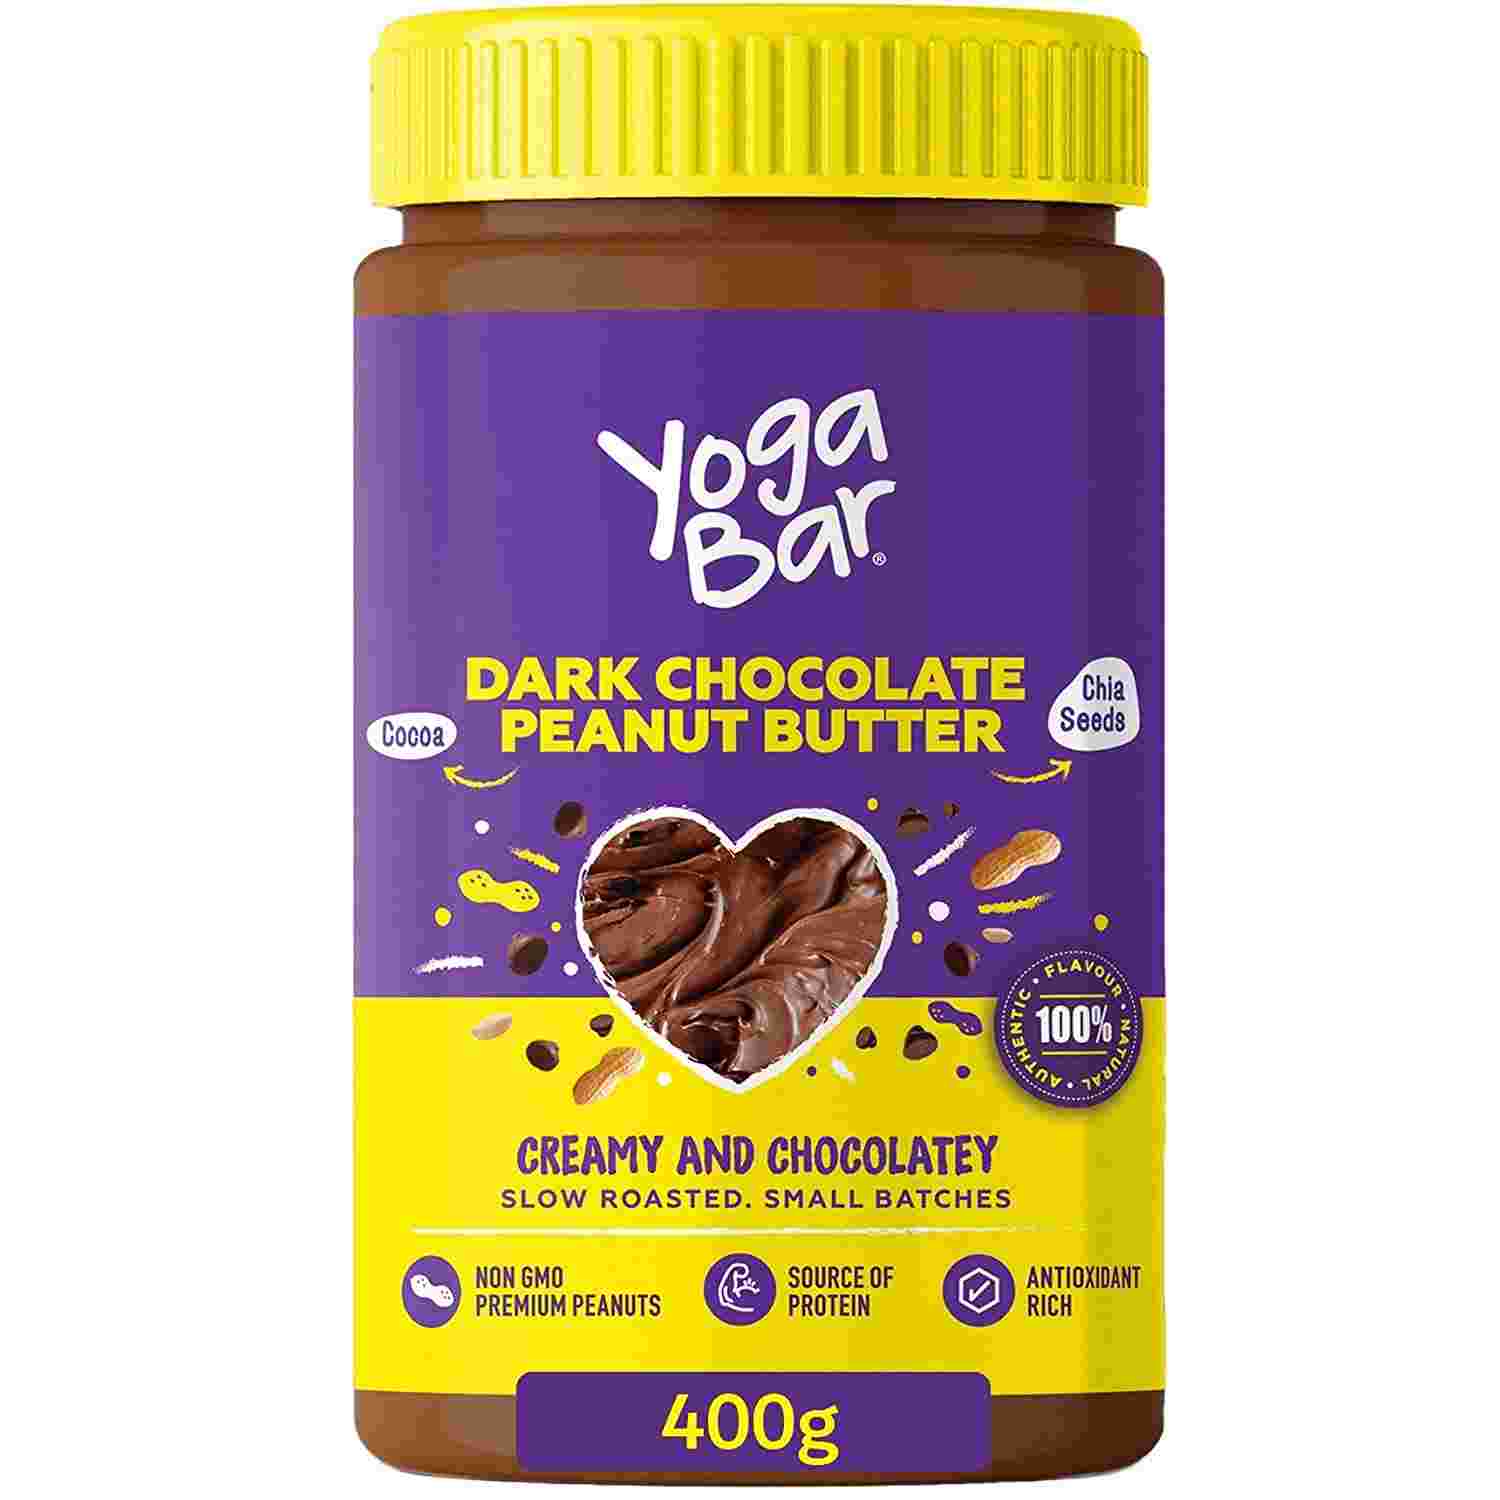 Yoga
Bar®
DARK CHOCOLATE
PEANUT BUTTER
Cocoa
Chia
Seeds
100%
AUTHENTIC • FLAVOUR • NATURAL •
CREAMY AND CHOCOLATEY
SLOW ROASTED. SMALL BATCHES
NON GMO
PREMIUM PEANUTS
SOURCE OF
PROTEIN
ANTIOXIDANT
RICH
400g